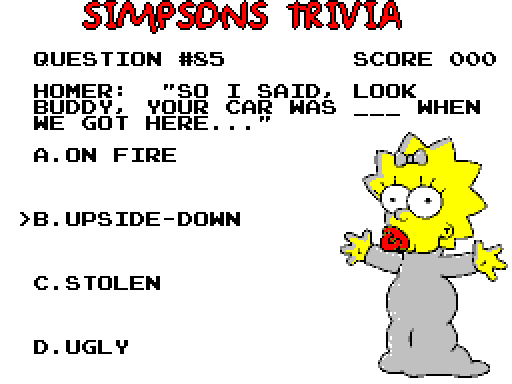 SIMPSONS TRIVIA
QUESTION #85 SCORE 000
HOMER: "SO I SAID, LOOK
BUDDY, YOUR CAR WAS ___ WHEN
WE GOT HERE..."
A.ON FIRE
>B.UPSIDE-DOWN
C.STOLEN
D.UGLY